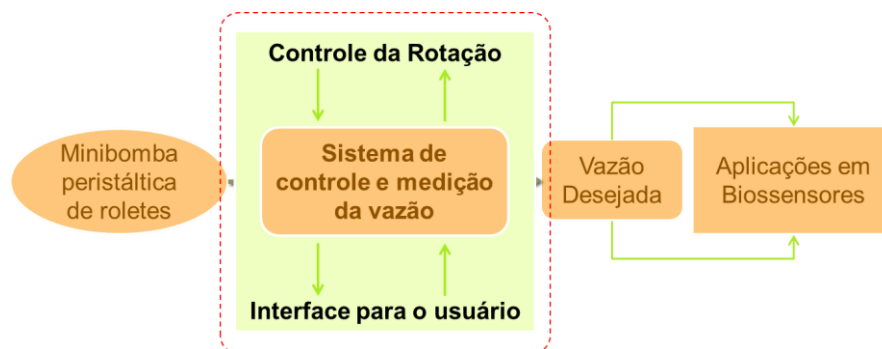 Controle da Rotação
Minibomba
peristáltica
de roletes
Sistema de
controle e medição
da vazão
Vazão
Desejada
Aplicações em
Biossensores
Interface para o usuário